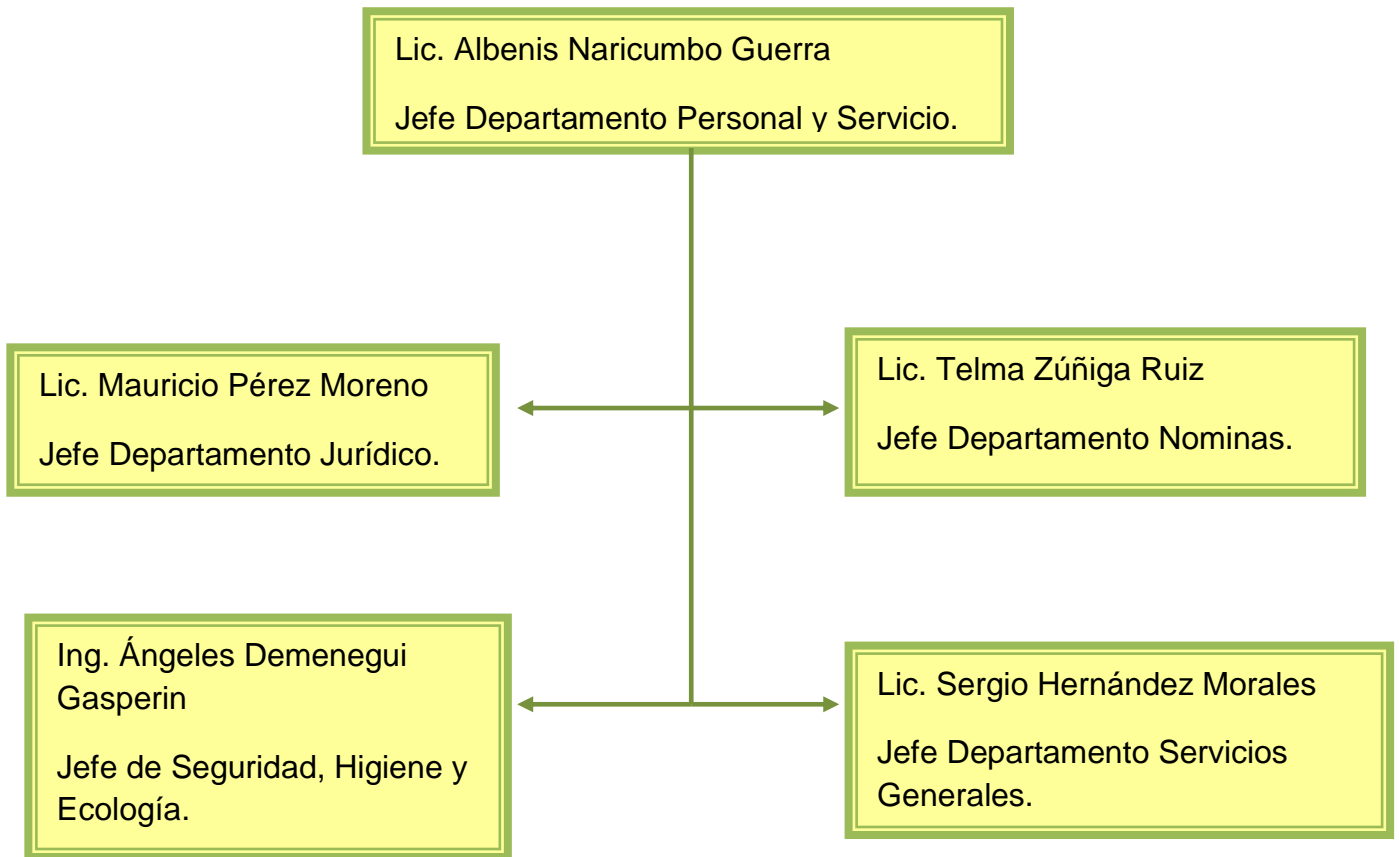 Lic. Albenis Naricumbo Guerra
Jefe Departamento Personal y Servicio.
Lic. Mauricio Pérez Moreno
Jefe Departamento Jurídico.
Lic. Telma Zúñiga Ruiz
Jefe Departamento Nominas.
Ing. Ángeles Demenegui
Gasperin
Jefe de Seguridad, Higiene y
Ecología.
Lic. Sergio Hernández Morales
Jefe Departamento Servicios
Generales.